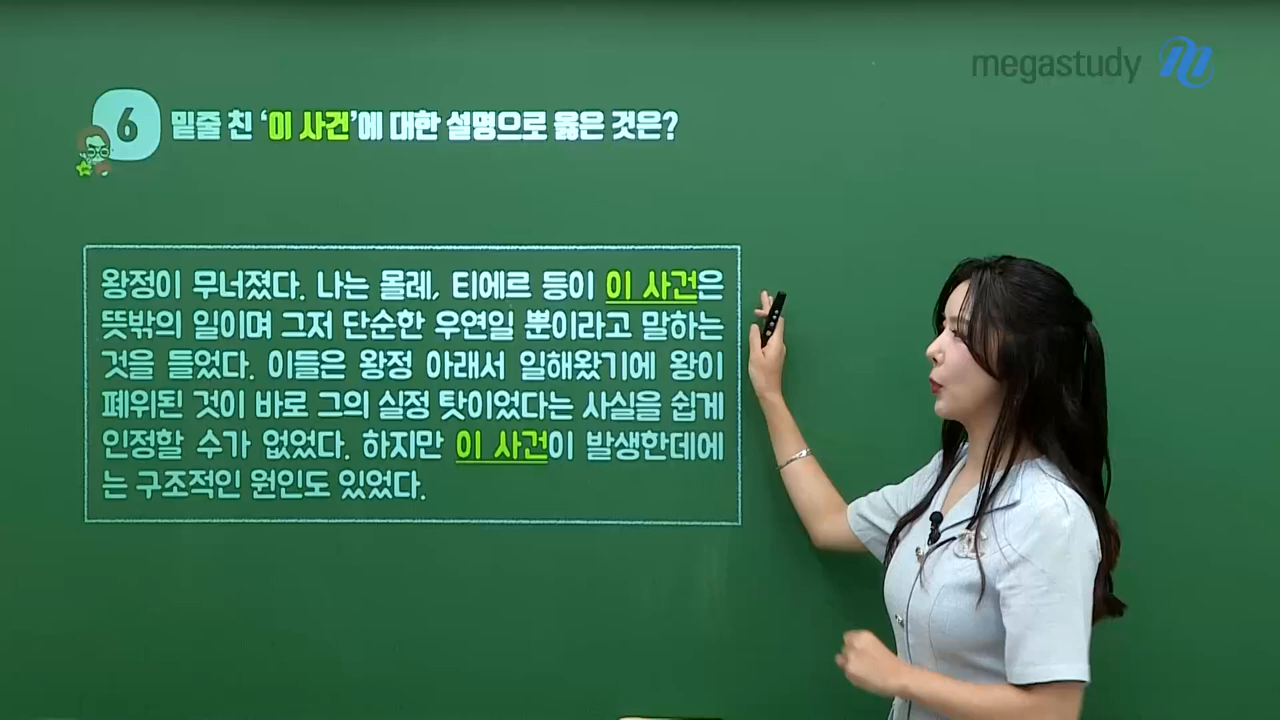 megastudy
6 밑줄 친 ‘이 사건’에 대한 설명으로 옳은 것은?
왕정이 무너졌다. 나는 몰레, 티에르 등이 이 사건은
뜻밖의 일이며 그저 단순한 우연일 뿐이라고 말하는
것을 들었다. 이들은 왕정 아래서 일해왔기에 왕이
폐위된 것이 바로 그의 실정 탓이었다는 사실을 쉽게
인정할 수가 없었다. 하지만 이 사건이 발생한데에
는 구조적인 원인도 있었다.